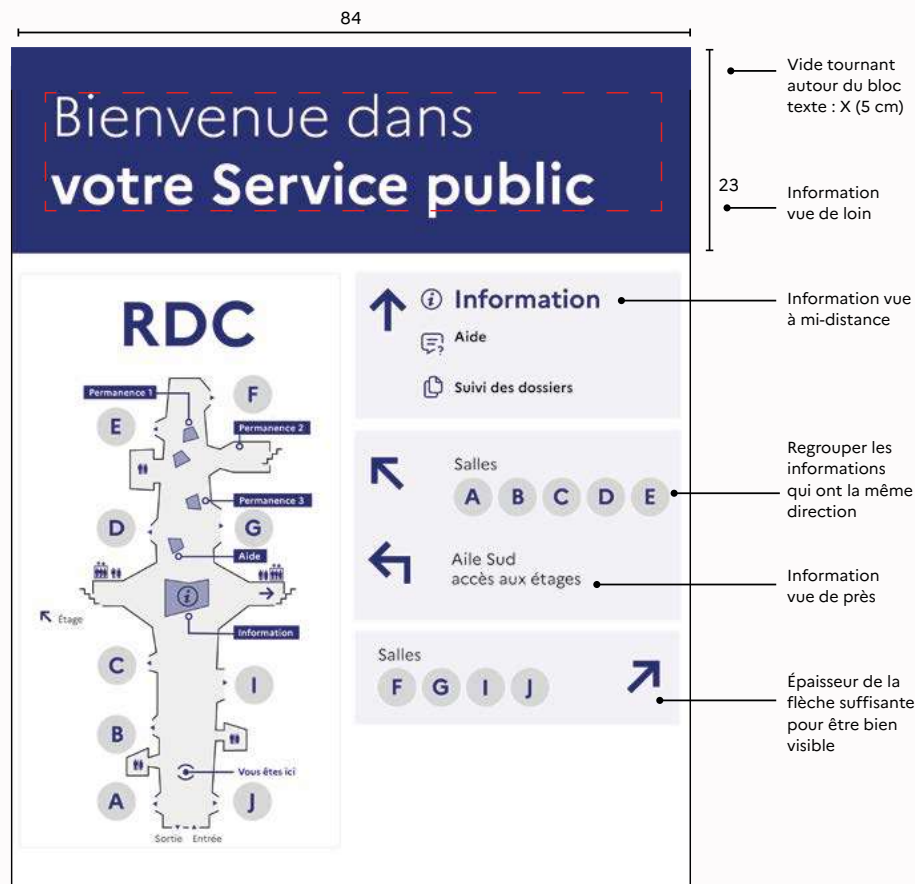 84
Bienvenue dans
votre Service public
23
Vide tournant
autour du bloc
texte : X (5 cm)
Information
vue de loin
RDC
Permanence 1
F
E
Permanence 2
Permanence 3
D
G
Aide
i
Étage
Information
C
I
B
Vous êtes ici
A
J
Sortie Entrée
i Information
Aide
?
Suivi des dossiers
Salles
A B C D E
Aile Sud
accès aux étages
Salles
F G I J
Information vue
à mi-distance
Regrouper les
informations
qui ont la même
direction
Information
vue de près
Épaisseur de la
flèche suffisante
pour être bien
visible